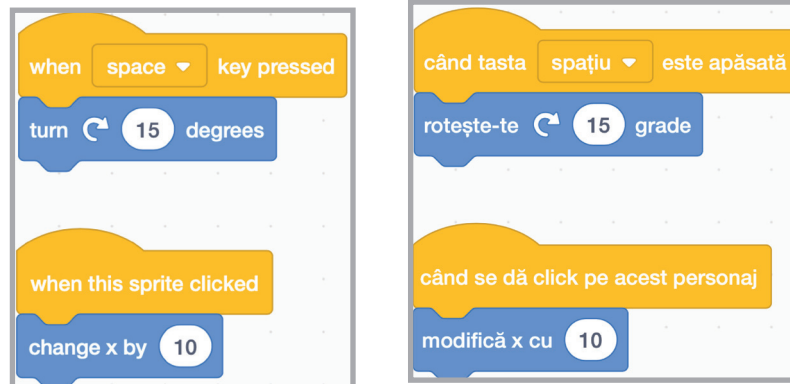 when space key pressed
turn 15 degrees
when this sprite clicked
change x by 10
când tasta spațiu este apăsată
rotește-te 15 grade
când se dă click pe acest personaj
modifică x cu 10